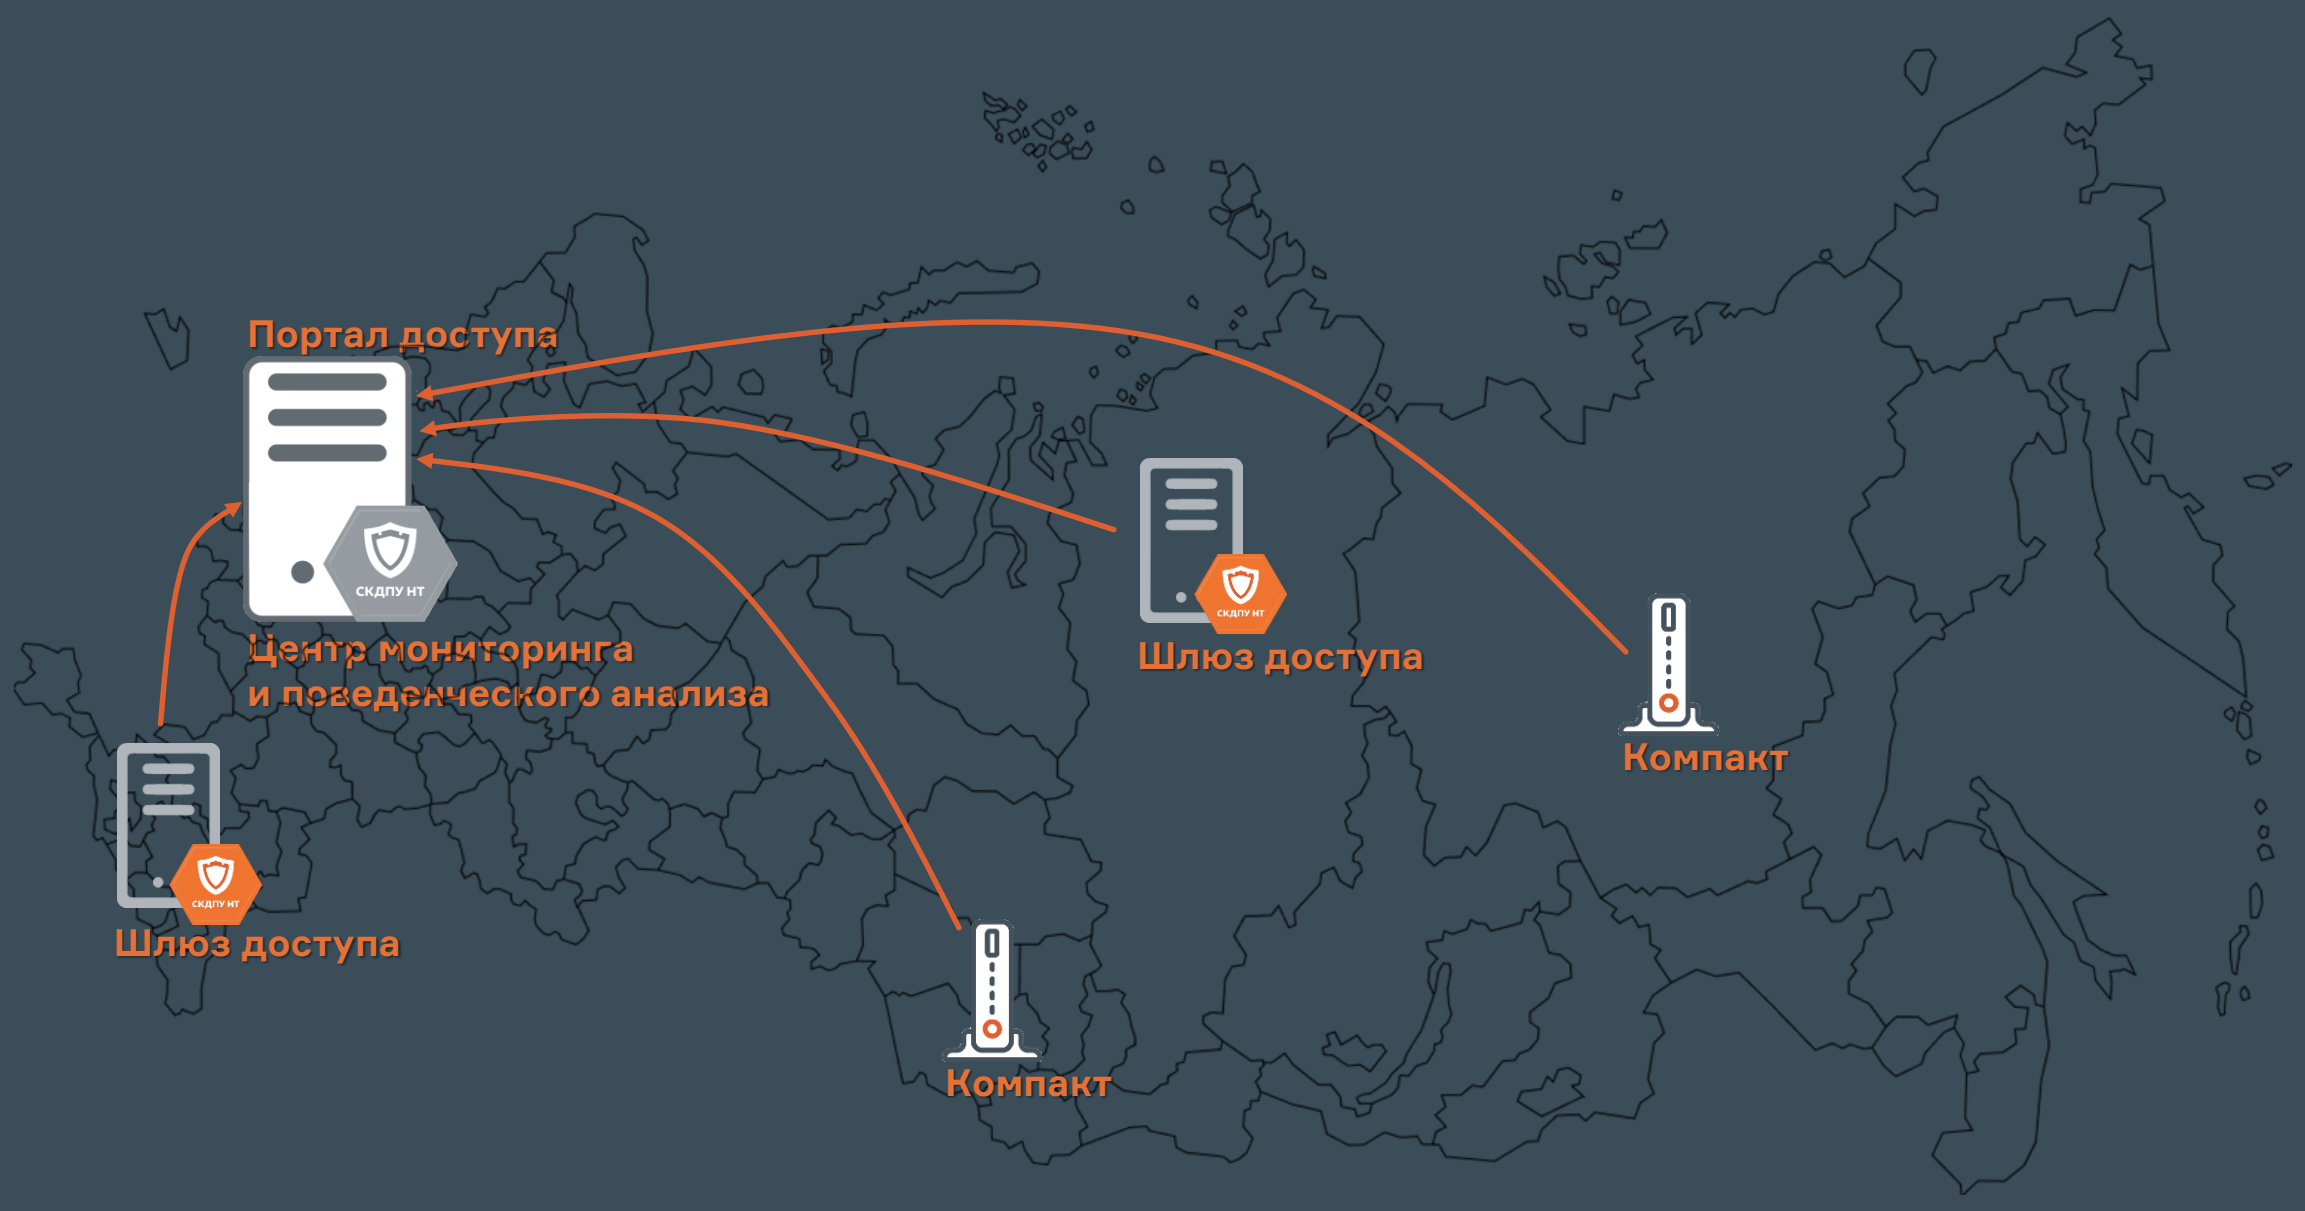 Портал доступа
СКДПУ НТ
Центр мониторинга
и поведенческого анализа
СКДПУ НТ
Шлюз доступа
Компакт
СКДПУ НТ
Шлюз доступа
Компакт